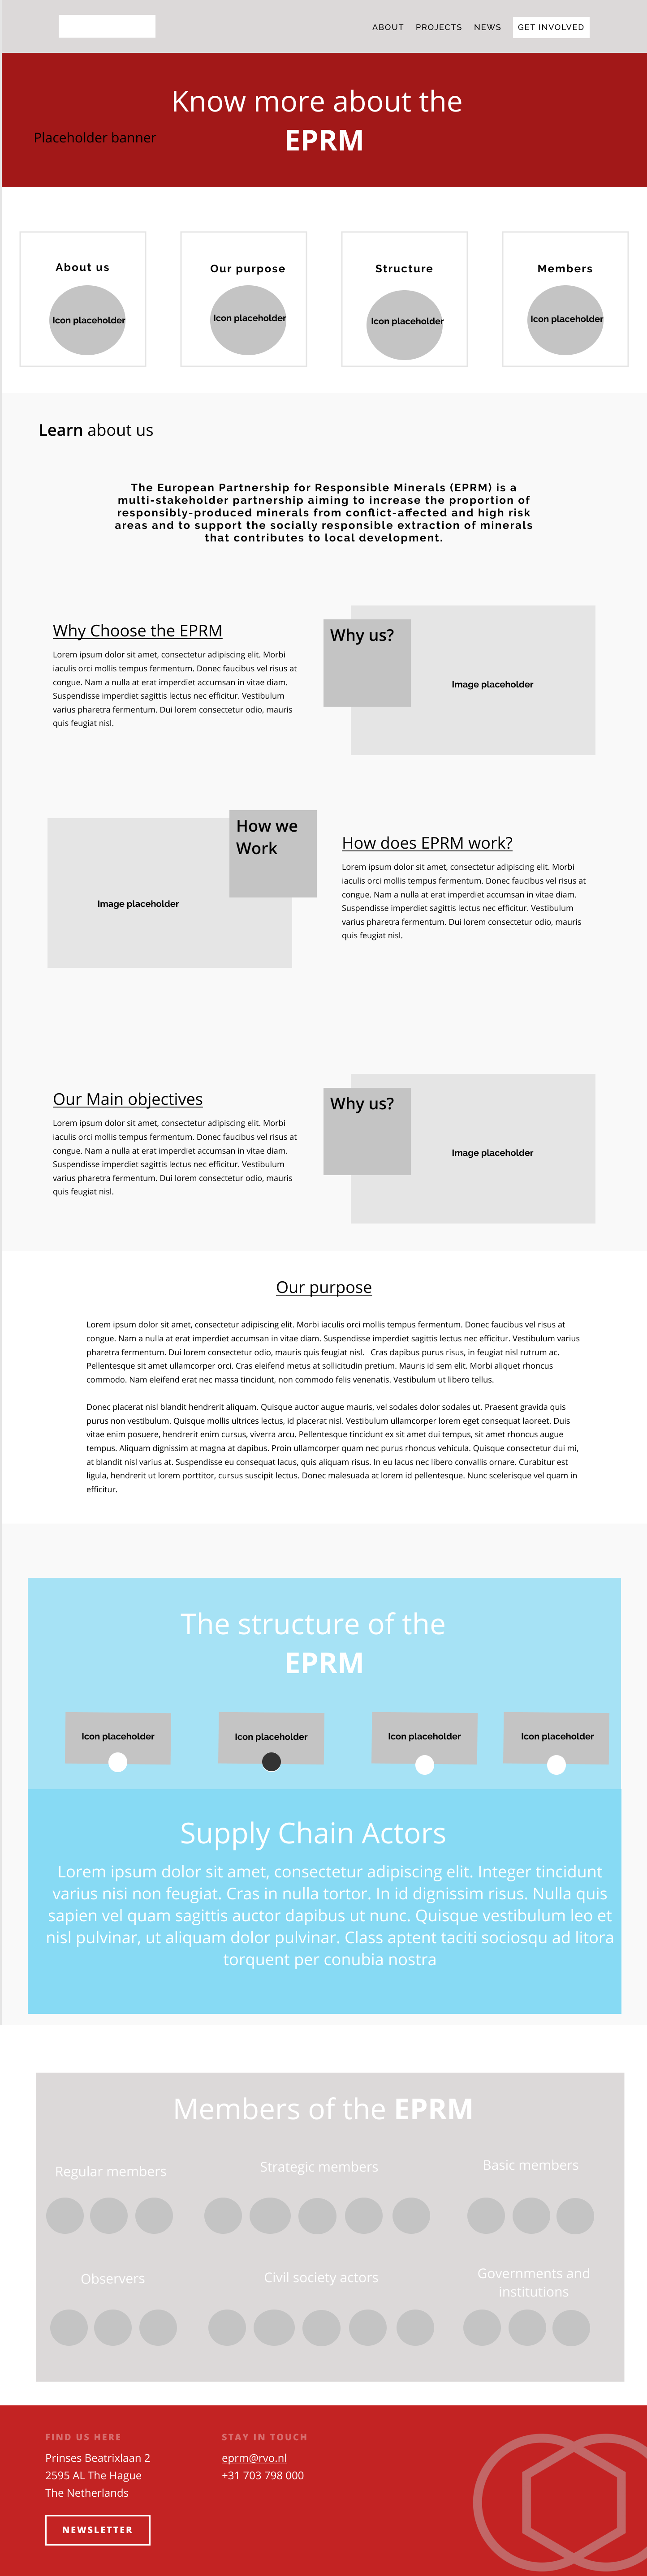 ABOUT PROJECTS NEWS GET INVOLVED
Know more about the
EPRM
Placeholder banner
About us
Our purpose
Structure
Members
Icon placeholder
Icon placeholder
Icon placeholder
Icon placeholder
Learn about us
The European Partnership for Responsible Minerals (EPRM) is a
multi-stakeholder partnership aiming to increase the proportion of
responsibly-produced minerals from conflict-affected and high risk
areas and to support the socially responsible extraction of minerals
that contributes to local development.
Why Choose the EPRM
Lorem ipsum dolor sit amet, consectetur adipiscing elit. Morbi
iaculis orci mollis tempus fermentum. Donec faucibus vel risus at
congue. Nam a nulla at erat imperdiet accumsan in vitae diam.
Suspendisse imperdiet sagittis lectus nec efficitur. Vestibulum
varius pharetra fermentum. Dui lorem consectetur odio, mauris
quis feugiat nisl.
Why us?
Image placeholder
How we
Work
Image placeholder
How does EPRM work?
Lorem ipsum dolor sit amet, consectetur adipiscing elit. Morbi
iaculis orci mollis tempus fermentum. Donec faucibus vel risus at
congue. Nam a nulla at erat imperdiet accumsan in vitae diam.
Suspendisse imperdiet sagittis lectus nec efficitur. Vestibulum
varius pharetra fermentum. Dui lorem consectetur odio, mauris
quis feugiat nisl.
Our Main objectives
Lorem ipsum dolor sit amet, consectetur adipiscing elit. Morbi
iaculis orci mollis tempus fermentum. Donec faucibus vel risus at
congue. Nam a nulla at erat imperdiet accumsan in vitae diam.
Suspendisse imperdiet sagittis lectus nec efficitur. Vestibulum
varius pharetra fermentum. Dui lorem consectetur odio, mauris
quis feugiat nisl.
Why us?
Image placeholder
Our purpose
Lorem ipsum dolor sit amet, consectetur adipiscing elit. Morbi iaculis orci mollis tempus fermentum. Donec faucibus vel risus at
congue. Nam a nulla at erat imperdiet accumsan in vitae diam. Suspendisse imperdiet sagittis lectus nec efficitur. Vestibulum varius
pharetra fermentum. Dui lorem consectetur odio, mauris quis feugiat nisl. Cras dapibus purus risus, in feugiat nisl rutrum ac.
Pellentesque sit amet ullamcorper orci. Cras eleifend metus at sollicitudin pretium. Mauris id sem elit. Morbi aliquet rhoncus
commodo. Nam eleifend erat nec massa tincidunt, non commodo felis venenatis. Vestibulum ut libero tellus.
Donec placerat nisl blandit hendrerit aliquam. Quisque auctor augue mauris, vel sodales dolor sodales ut. Praesent gravida quis
purus non vestibulum. Quisque mollis ultrices lectus, id placerat nisl. Vestibulum ullamcorper lorem eget consequat laoreet. Duis
vitae enim posuere, hendrerit enim cursus, viverra arcu. Pellentesque tincidunt ex sit amet dui tempus, sit amet rhoncus augue
tempus. Aliquam dignissim at magna at dapibus. Proin ullamcorper quam nec purus rhoncus vehicula. Quisque consectetur dui mi,
at blandit nisl varius at. Suspendisse eu consequat lacus, quis aliquam risus. In eu lacus nec libero convallis ornare. Curabitur est
ligula, hendrerit ut lorem porttitor, cursus suscipit lectus. Donec malesuada at lorem id pellentesque. Nunc scelerisque vel quam in
efficitur.
The structure of the
EPRM
Icon placeholder
Icon placeholder
Icon placeholder
Icon placeholder
Supply Chain Actors
Lorem ipsum dolor sit amet, consectetur adipiscing elit. Integer tincidunt
varius nisi non feugiat. Cras in nulla tortor. In id dignissim risus. Nulla quis
sapien vel quam sagittis auctor dapibus ut nunc. Quisque vestibulum leo et
nisl pulvinar, ut aliquam dolor pulvinar. Class aptent taciti sociosqu ad litora
torquent per conubia nostra
Members of the EPRM
Regular members
Strategic members
Basic members
Observers
Civil society actors
Governments and
institutions
FIND US HERE
Prinses Beatrixlaan 2
2595 AL The Hague
The Netherlands
NEWSLETTER
STAY IN TOUCH
eprm@rvo.nl
+31 703 798 000